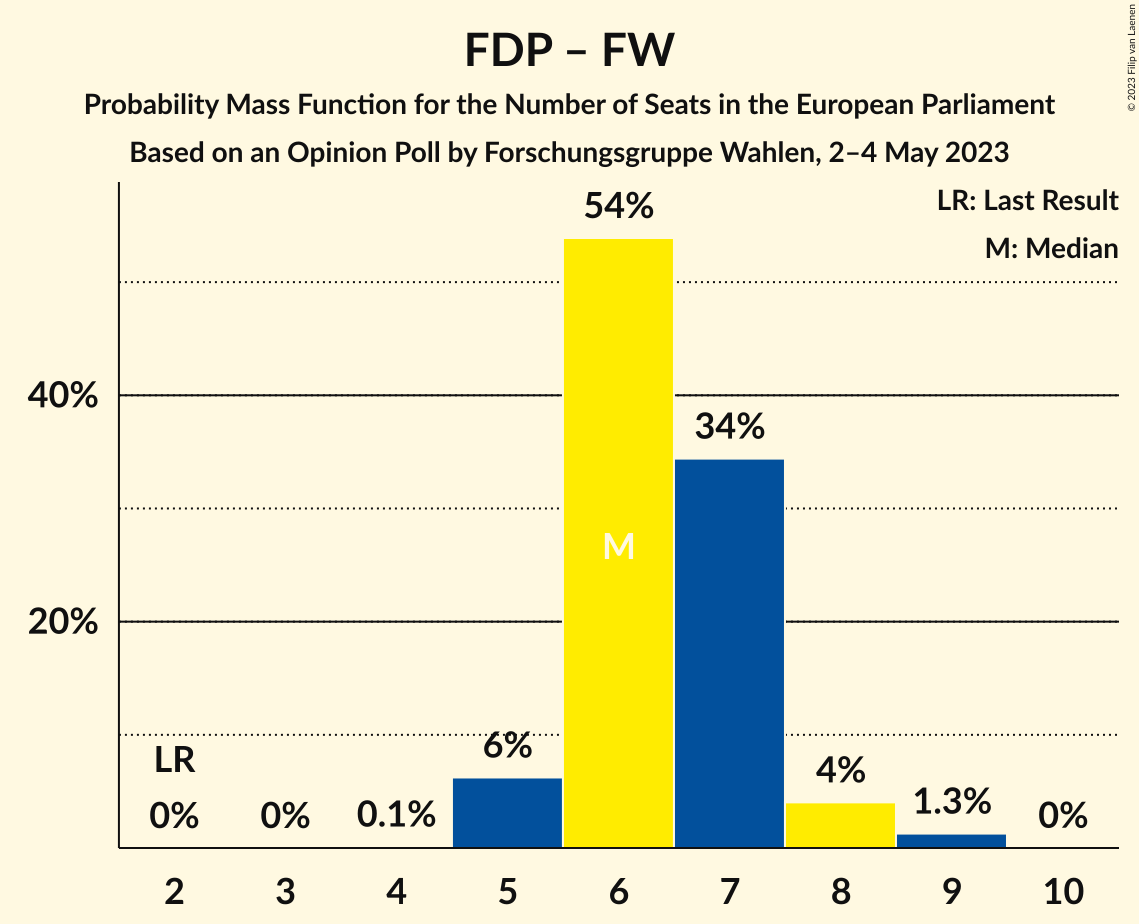 FDP – FW
Probability Mass Function for the Number of Seats in the European Parliament
Based on an Opinion Poll by Forschungsgruppe Wahlen, 2–4 May 2023
© 2023 Filip van Laenen
LR: Last Result
M: Median
54%
40%
34%
M
20%
LR
6%
4%
0%
0%
0.1%
1.3%
0%
2 3 4 5 6 7 8 9 10